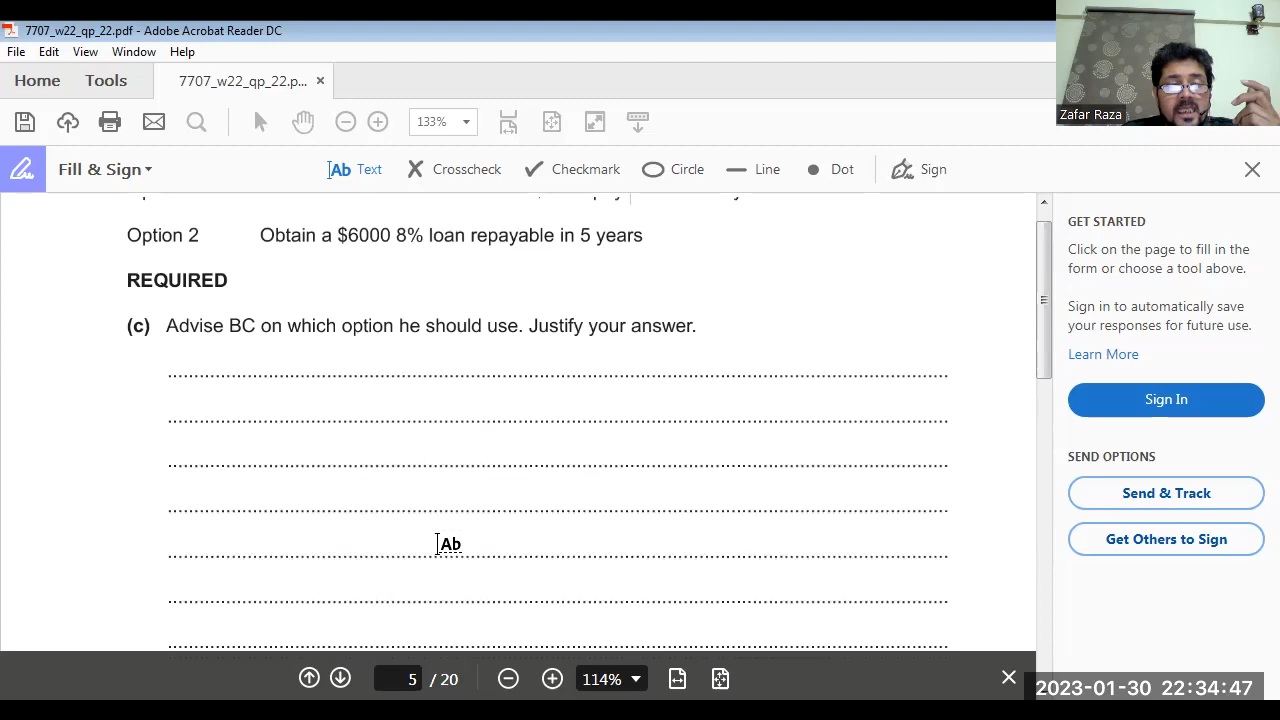 7707_w22_qp_22.pdf - Adobe Acrobat Reader DC
File Edit View Window Help
Home Tools 7707_w22_qp_22.p... ×
133%
Zafar Raza
Fill & Sign
Ab Text Crosscheck Checkmark Circle Line Dot Sign
Option 2 Obtain a $6000 8% loan repayable in 5 years
REQUIRED
(c) Advise BC on which option he should use. Justify your answer.
Ab
GET STARTED
Click on the page to fill in the
form or choose a tool above.
Sign in to automatically save
your responses for future use.
Learn More
Sign In
SEND OPTIONS
Send & Track
Get Others to Sign
5 / 20 114%
2023-01-30 22:34:47